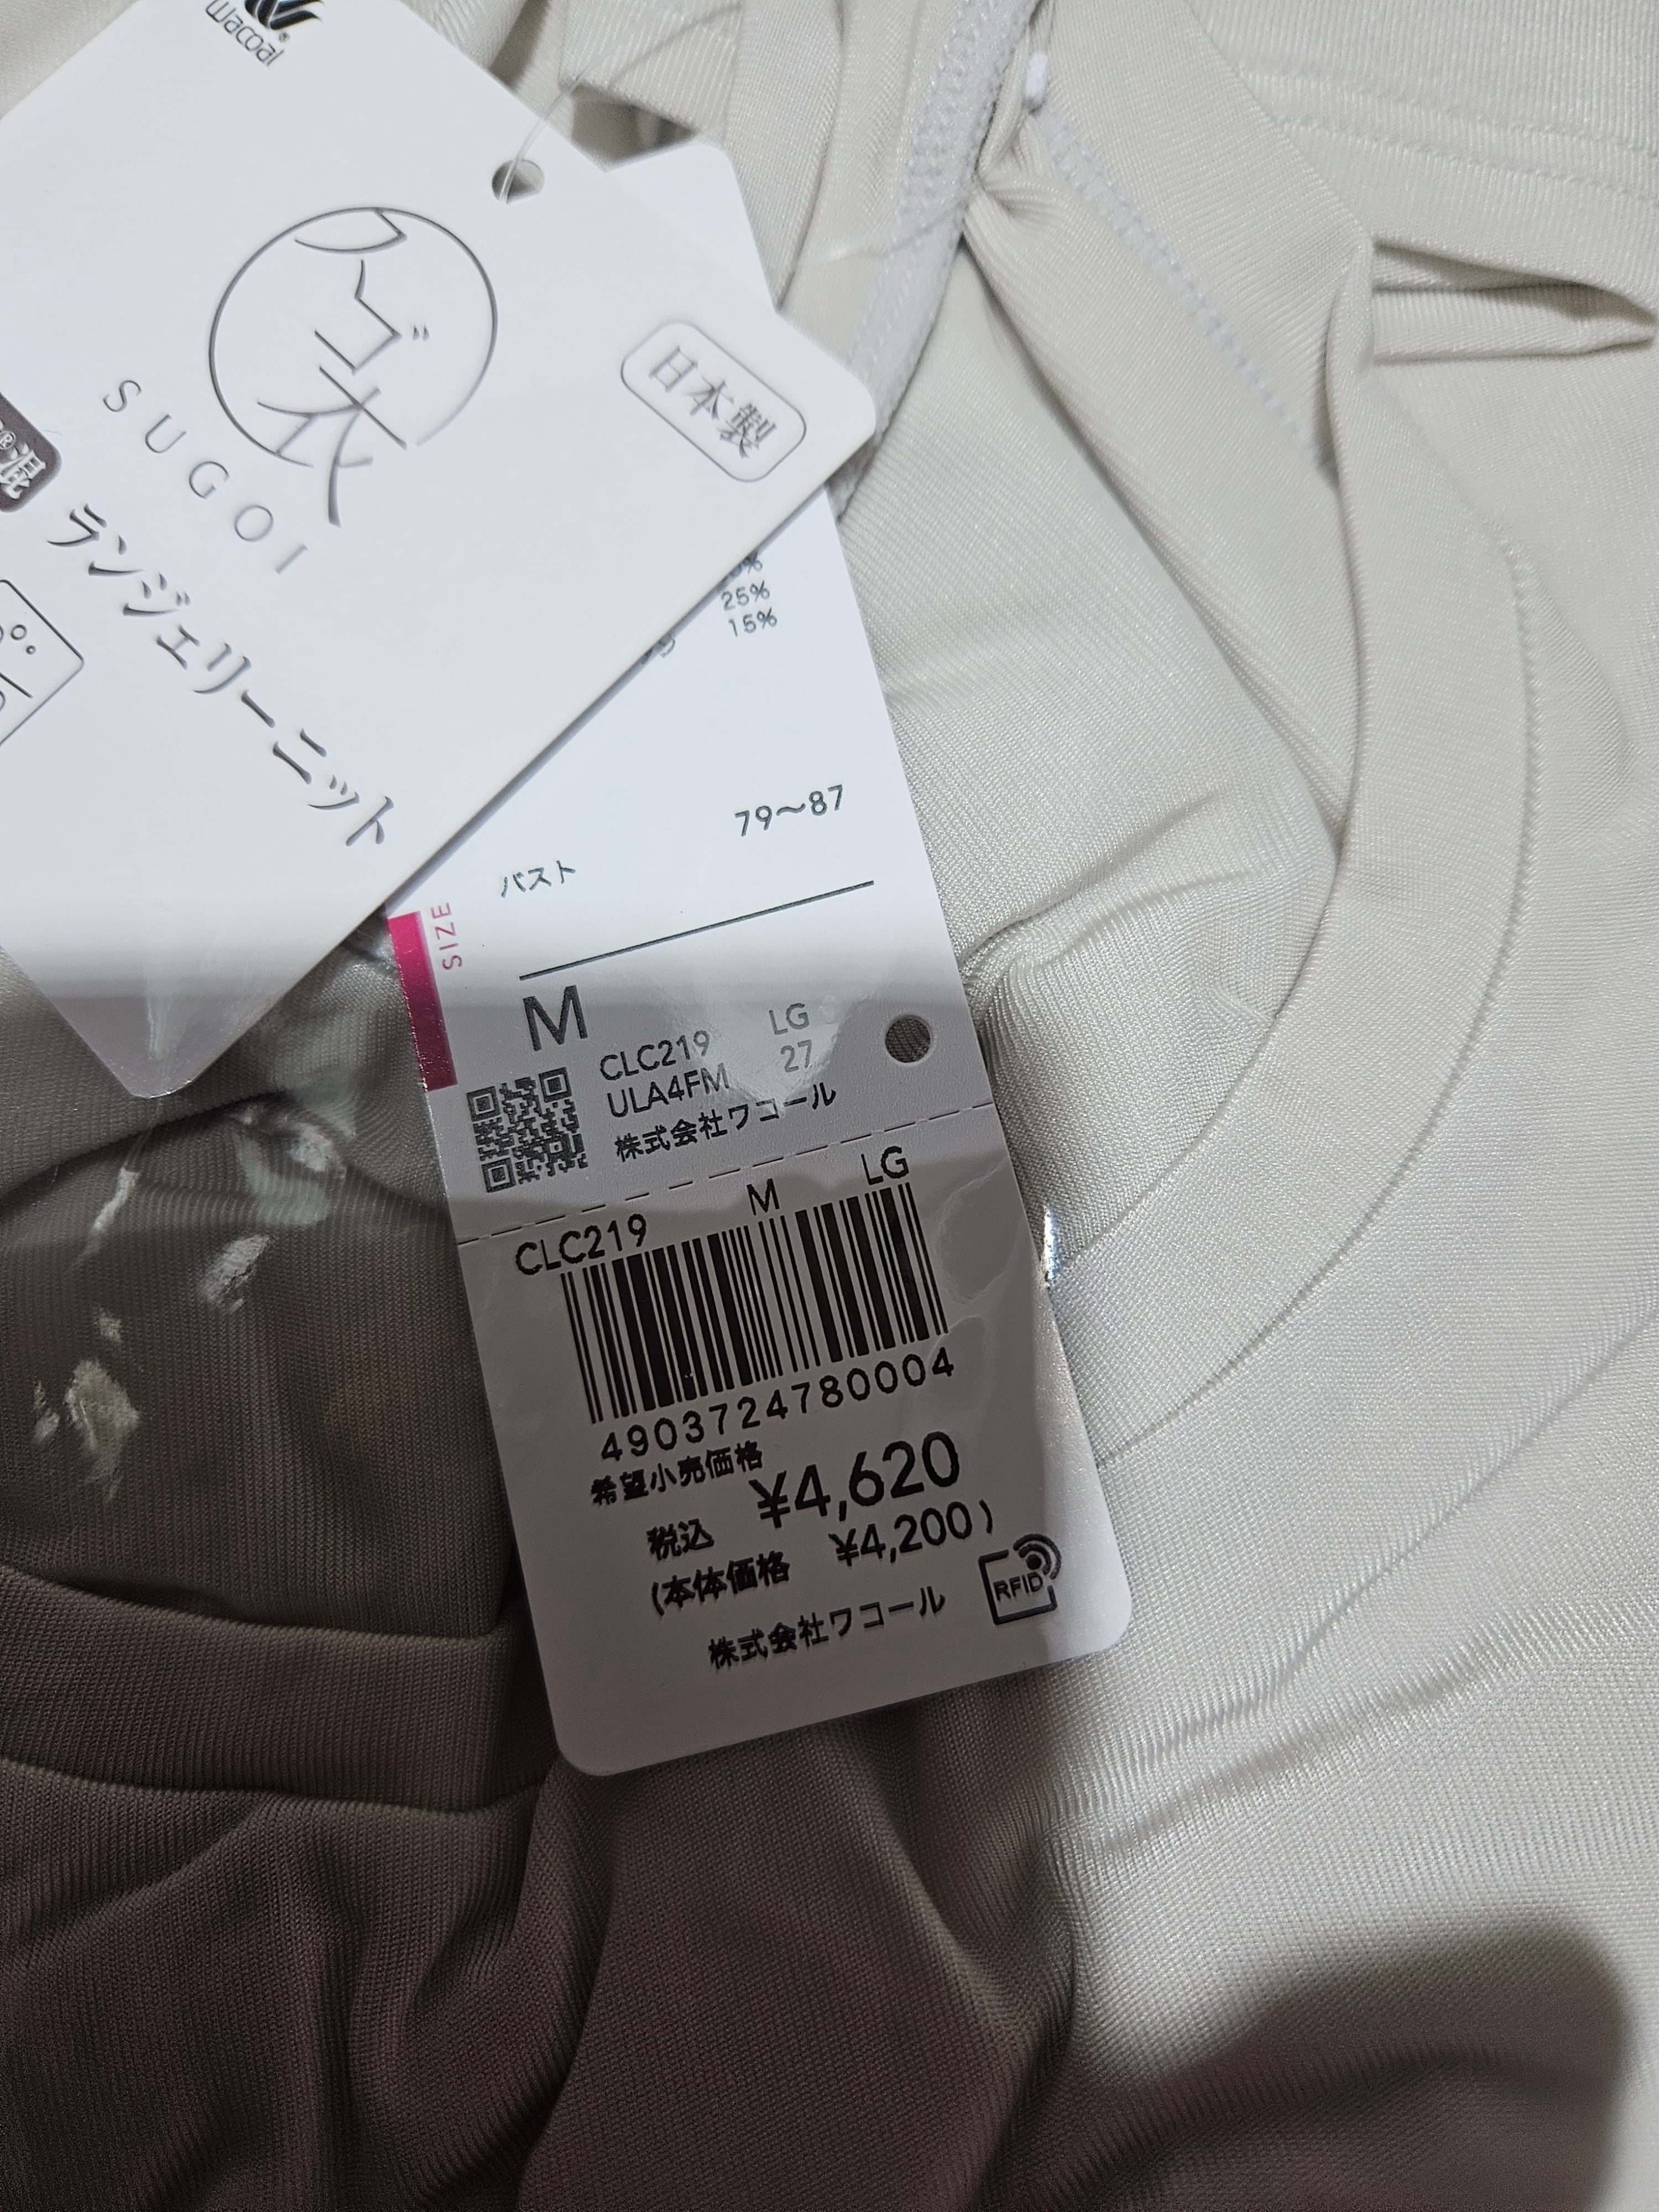 wacoal
スゴ衣
SUGOI
日本製
混
ランジェリーニット
25%
15%
バスト 79～87
SIZE
M
CLC219 LG
ULA4FM 27
株式会社ワコール
CLC219 M LG
4903724780004
希望小売価格
税込 ¥4,620
(本体価格 ¥4,200)
株式会社ワコール
RFID